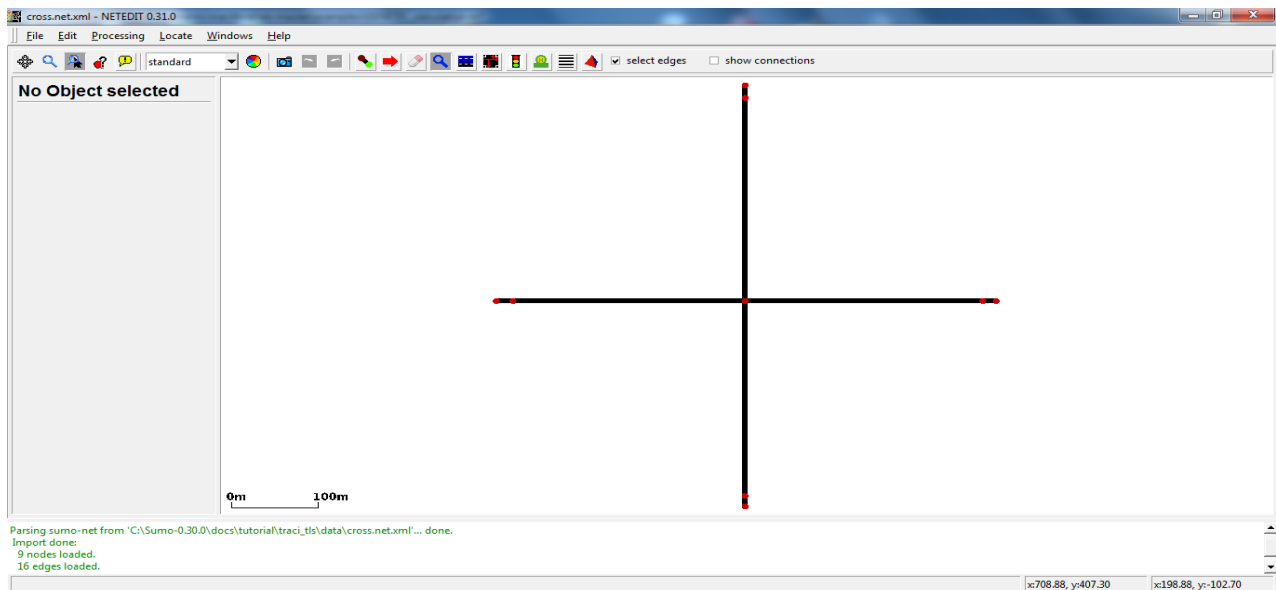 cross.net.xml - NETEDIT 0.31.0
File Edit Processing Locate Windows Help
standard
select edges
show connections
No Object selected
0m 100m
Parsing sumo-net from 'C:\Sumo-0.30.0\docs\tutorial\traci_tls\data\cross.net.xml'... done.
Import done:
9 nodes loaded.
16 edges loaded.
x:708.88, y:407.30
x:198.88, y:-102.70